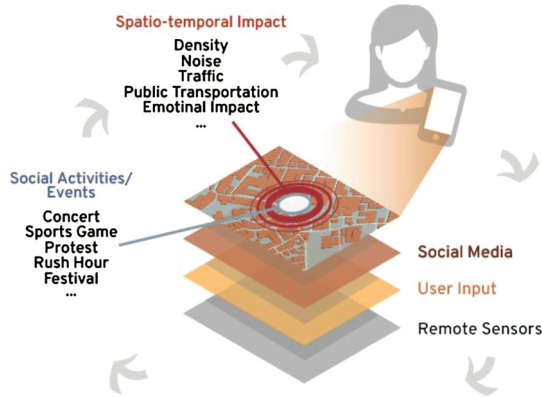 Spatio-temporal Impact
Density
Noise
Traffic
Public Transportation
Emotinal Impact
...
Social Activities/
Events
Concert
Sports Game
Protest
Rush Hour
Festival
...
Social Media
User Input
Remote Sensors